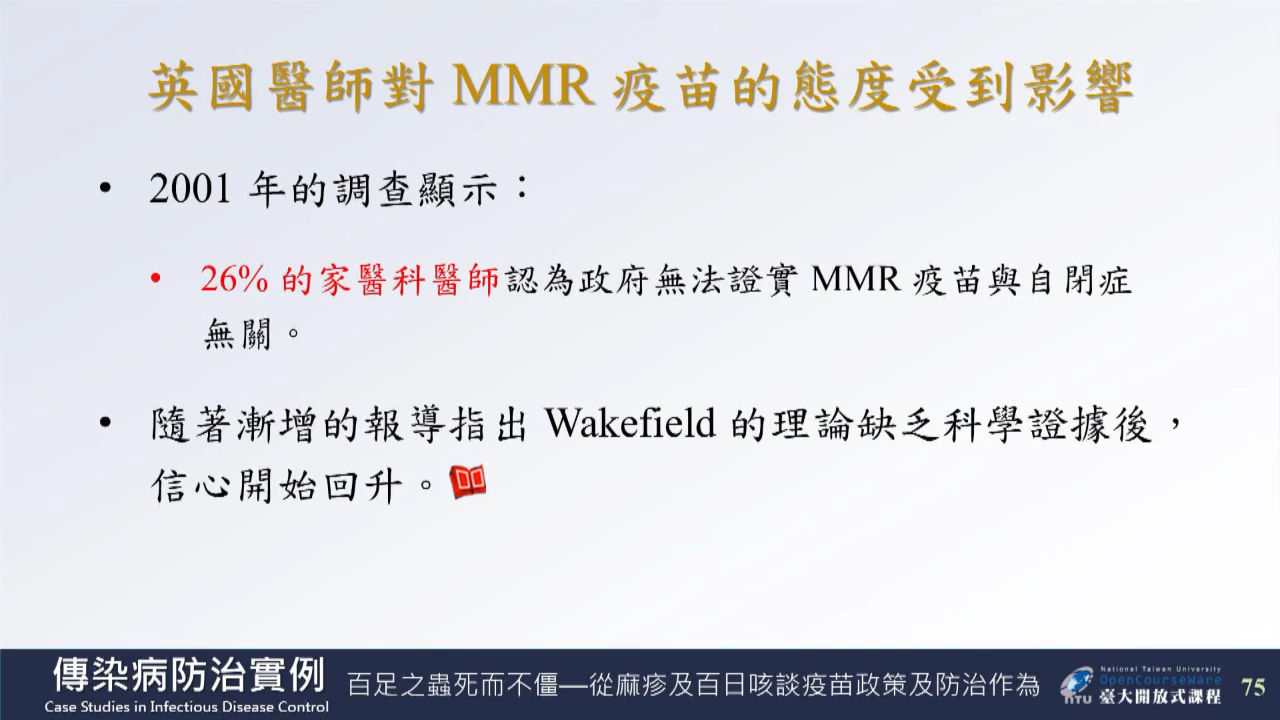 英國醫師對 MMR 疫苗的態度受到影響
• 2001 年的調查顯示：
• 26% 的家醫科醫師認為政府無法證實 MMR 疫苗與自閉症
無關。
• 隨著漸增的報導指出 Wakefield 的理論缺乏科學證據後，
信心開始回升。
傳染病防治實例
Case Studies in Infectious Disease Control
百足之蟲死而不僵—從麻疹及百日咳談疫苗政策及防治作為
National Taiwan University
OpenCourseWare
NTU 臺大開放式課程
75